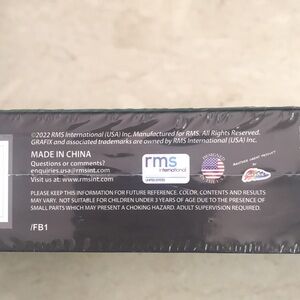 ©2022 RMS International (USA) Inc. Manufactured for RMS. All Rights Reserved.
GRAFIX and associated trademarks are owned by RMS International (USA) Inc.
MADE IN CHINA
Questions or comments?
enquiries.usa@rmsint.com
Visit us at: www.rmsint.com
rms
international
UNITED STATES
ANOTHER GREAT PRODUCT
BY
PLEASE KEEP THIS INFORMATION FOR FUTURE REFERENCE. COLOR, CONTENTS AND RESULTS
MAY VARY. NOT SUITABLE FOR CHILDREN UNDER 3 YEARS OF AGE DUE TO THE PRESENCE OF
SMALL PARTS WHICH MAY PRESENT A CHOKING HAZARD. ADULT SUPERVISION REQUIRED.
/FB1